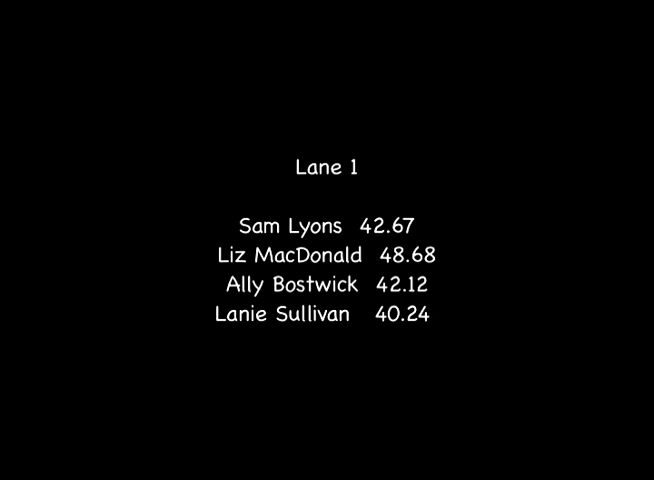 Lane 1
Sam Lyons 42.67
Liz MacDonald 48.68
Ally Bostwick 42.12
Lanie Sullivan 40.24